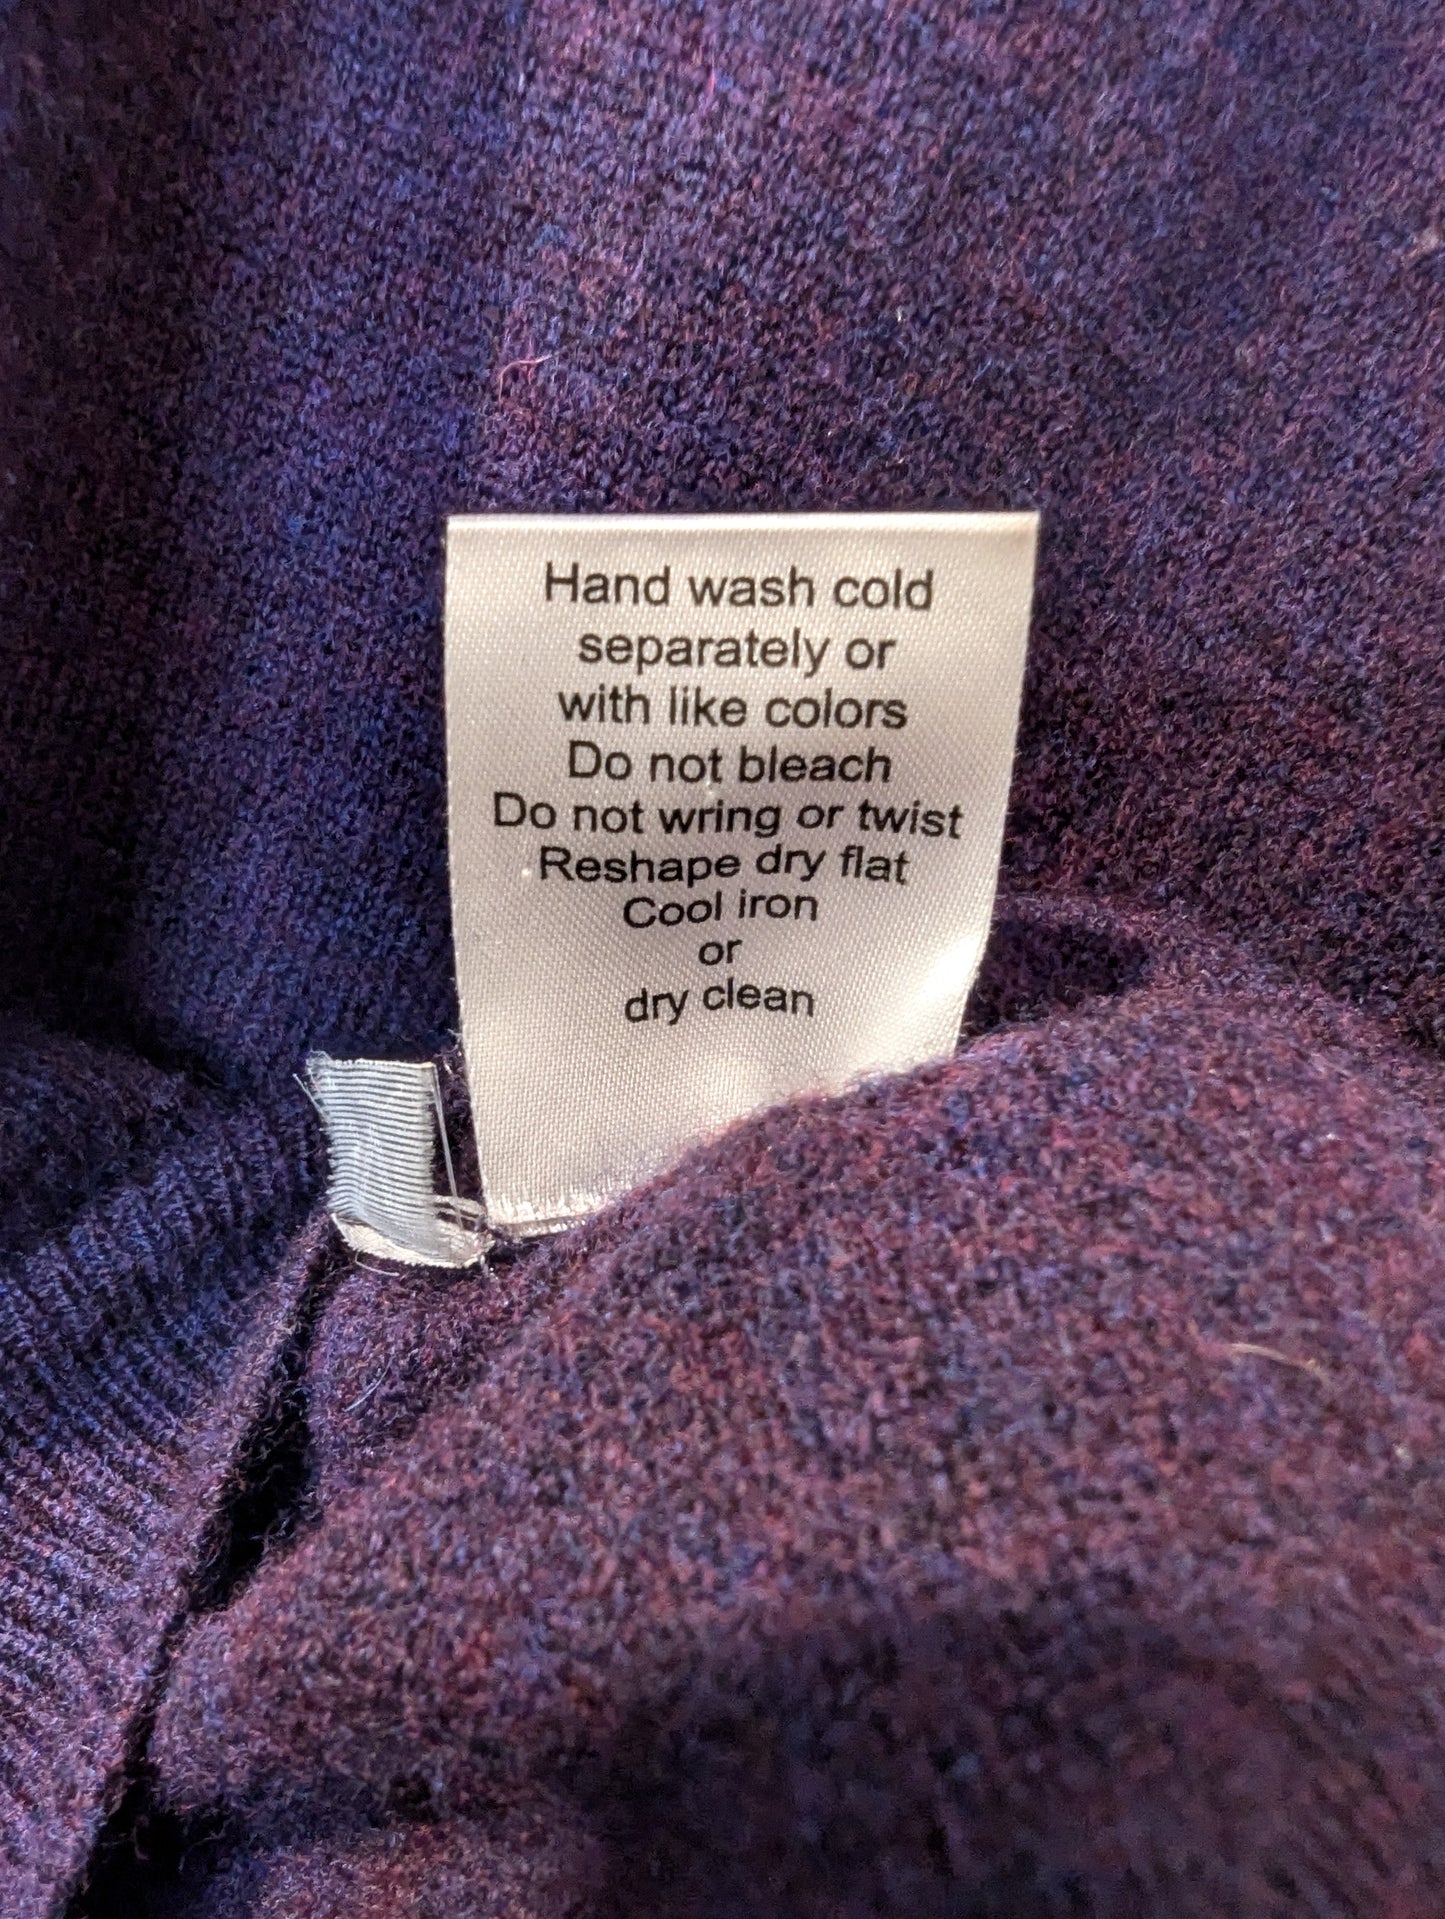 Hand wash cold
separately or
with like colors
Do not bleach
Do not wring or twist
Reshape dry flat
Cool iron
or
dry clean